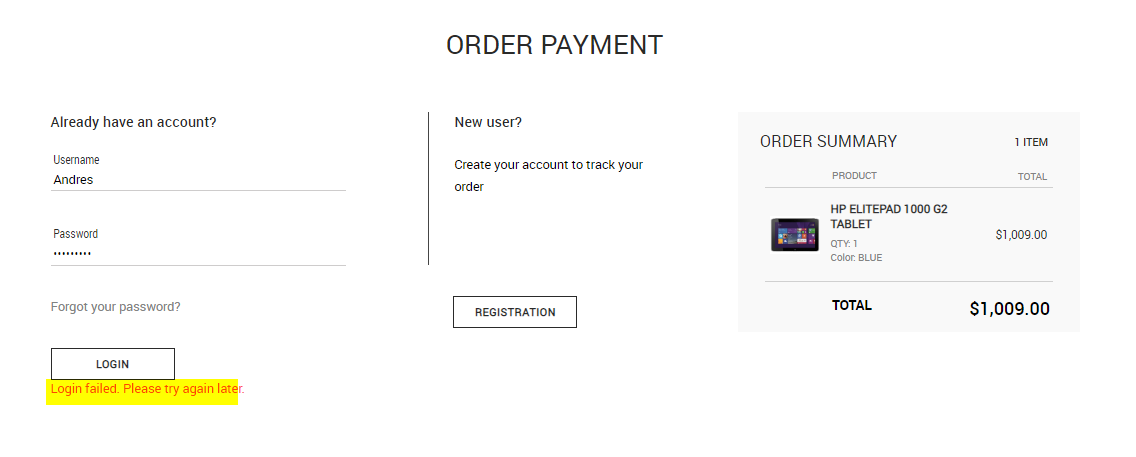 ORDER PAYMENT
Already have an account?
Username
Andres
Password
•••••••••
Forgot your password?
LOGIN
Login failed. Please try again later.
New user?
Create your account to track your
order
REGISTRATION
ORDER SUMMARY 1 ITEM
PRODUCT TOTAL
HP ELITEPAD 1000 G2
TABLET
$1,009.00
QTY: 1
Color: BLUE
TOTAL $1,009.00